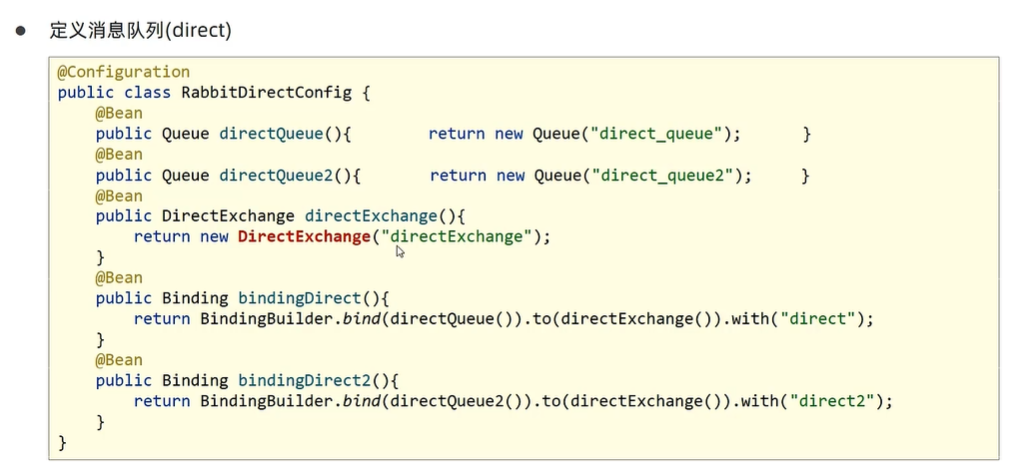 ● 定义消息队列(direct)
@Configuration
public class RabbitDirectConfig {
    @Bean
    public Queue directQueue(){        return new Queue("direct_queue");       }
    @Bean
    public Queue directQueue2(){       return new Queue("direct_queue2");     }
    @Bean
    public DirectExchange directExchange(){
        return new DirectExchange("directExchange");
    }
    @Bean
    public Binding bindingDirect(){
        return BindingBuilder.bind(directQueue()).to(directExchange()).with("direct");
    }
    @Bean
    public Binding bindingDirect2(){
        return BindingBuilder.bind(directQueue2()).to(directExchange()).with("direct2");
    }
}